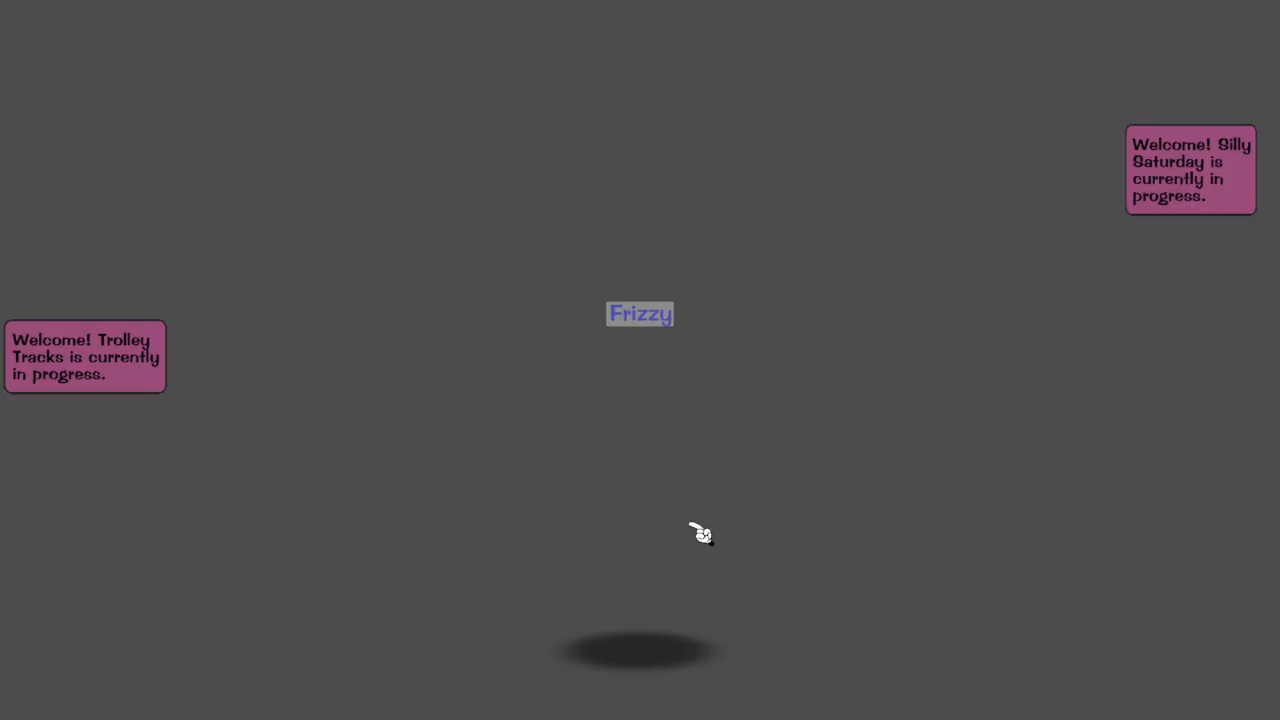 Welcome! Silly
Saturday is
currently in
progress.
Frizzy
Welcome! Trolley
Tracks is currently
in progress.